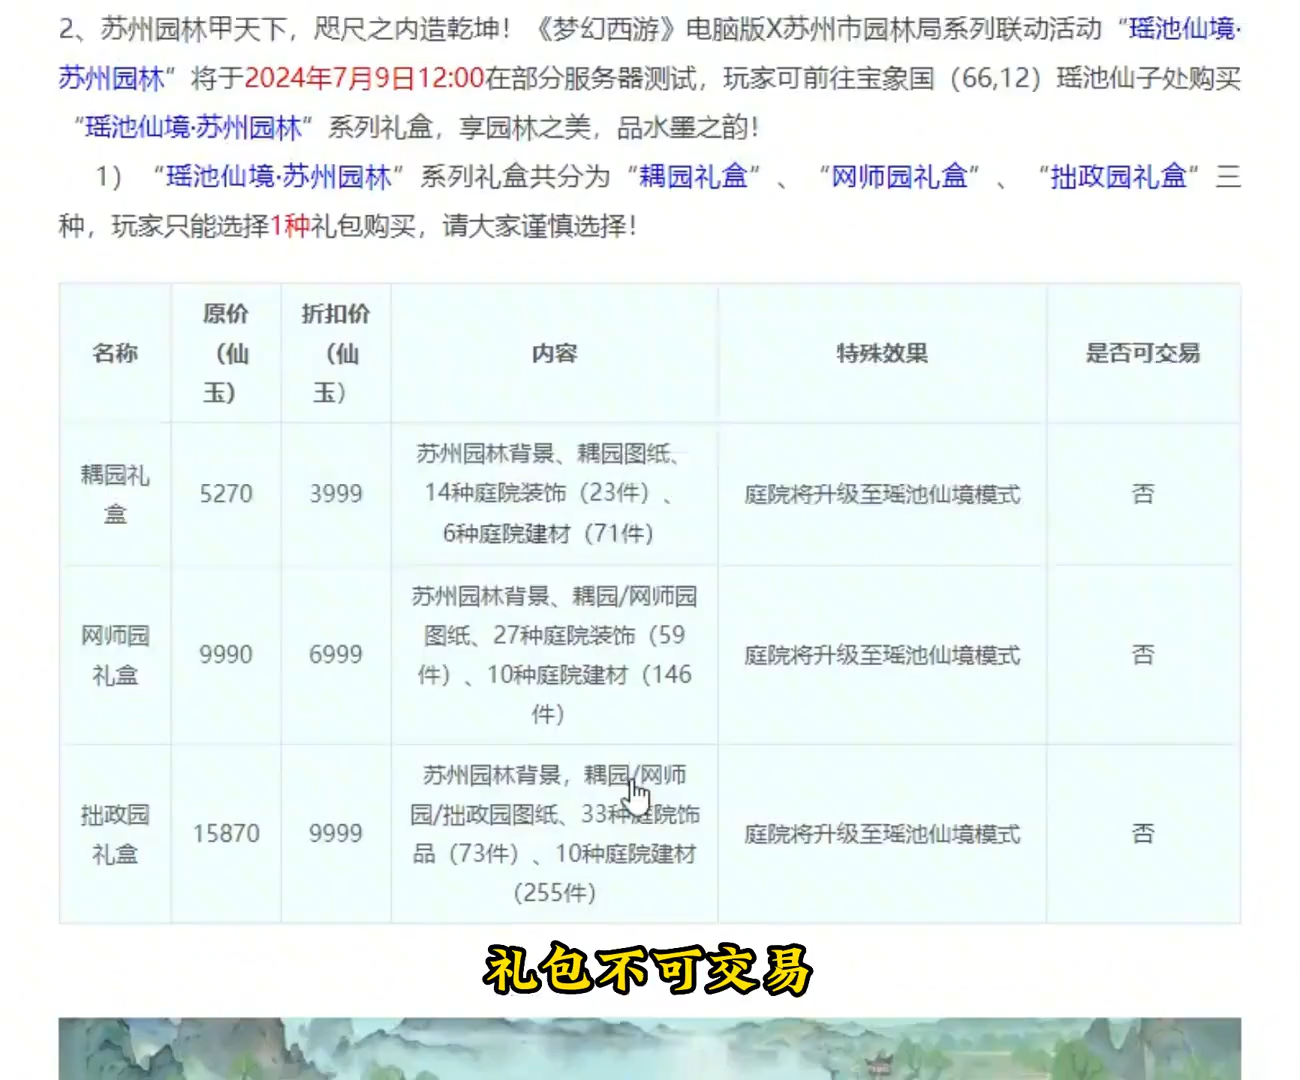 2、苏州园林甲天下，咫尺之内造乾坤！《梦幻西游》电脑版X苏州市园林局系列联动活动“瑶池仙境·
苏州园林”将于2024年7月9日12:00在部分服务器测试，玩家可前往宝象国（66,12）瑶池仙子处购买
“瑶池仙境·苏州园林”系列礼盒，享园林之美，品水墨之韵！
1）“瑶池仙境·苏州园林”系列礼盒共分为“耦园礼盒”、“网师园礼盒”、“拙政园礼盒”三
种，玩家只能选择1种礼包购买，请大家谨慎选择！
名称
原价
（仙
玉）
折扣价
（仙
玉）
内容
特殊效果
是否可交易
耦园礼
盒
5270
3999
苏州园林背景、耦园图纸、
14种庭院装饰（23件）、
6种庭院建材（71件）
庭院将升级至瑶池仙境模式
否
网师园
礼盒
9990
6999
苏州园林背景、耦园/网师园
图纸、27种庭院装饰（59
件）、10种庭院建材（146
件）
庭院将升级至瑶池仙境模式
否
拙政园
礼盒
15870
9999
苏州园林背景，耦园/网师
园/拙政园图纸、33种庭院饰
品（73件）、10种庭院建材
（255件）
庭院将升级至瑶池仙境模式
否
礼包不可交易